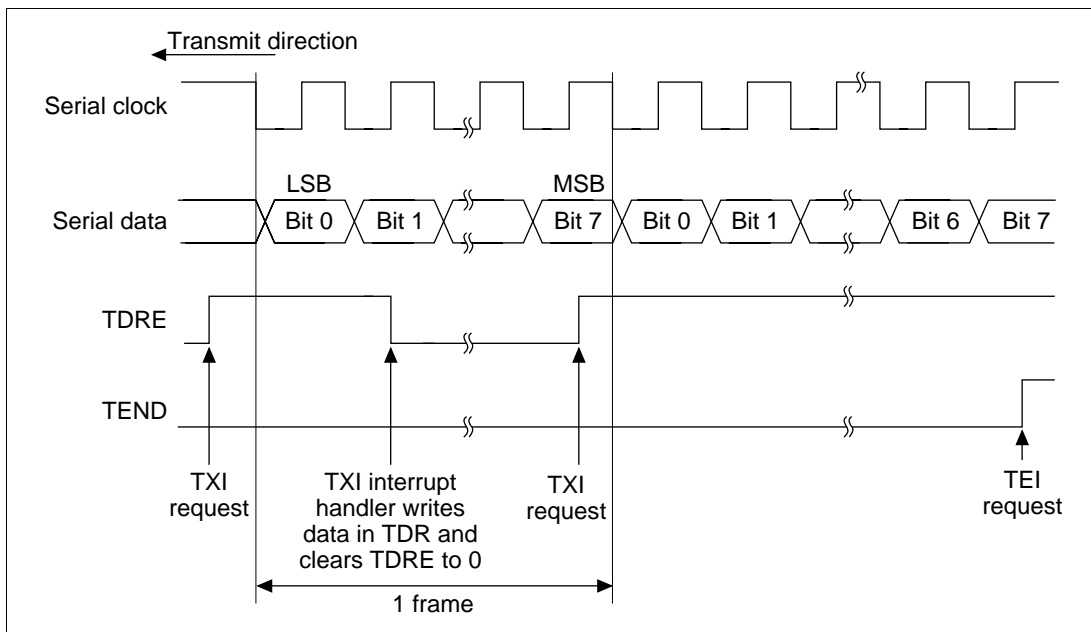 Transmit direction
Serial clock
LSB
MSB
Serial data
Bit 0
Bit 1
Bit 7
Bit 0
Bit 1
Bit 6
Bit 7
TDRE
TEND
TXI
request
TXI interrupt
handler writes
data in TDR and
clears TDRE to 0
TXI
request
TEI
request
1 frame